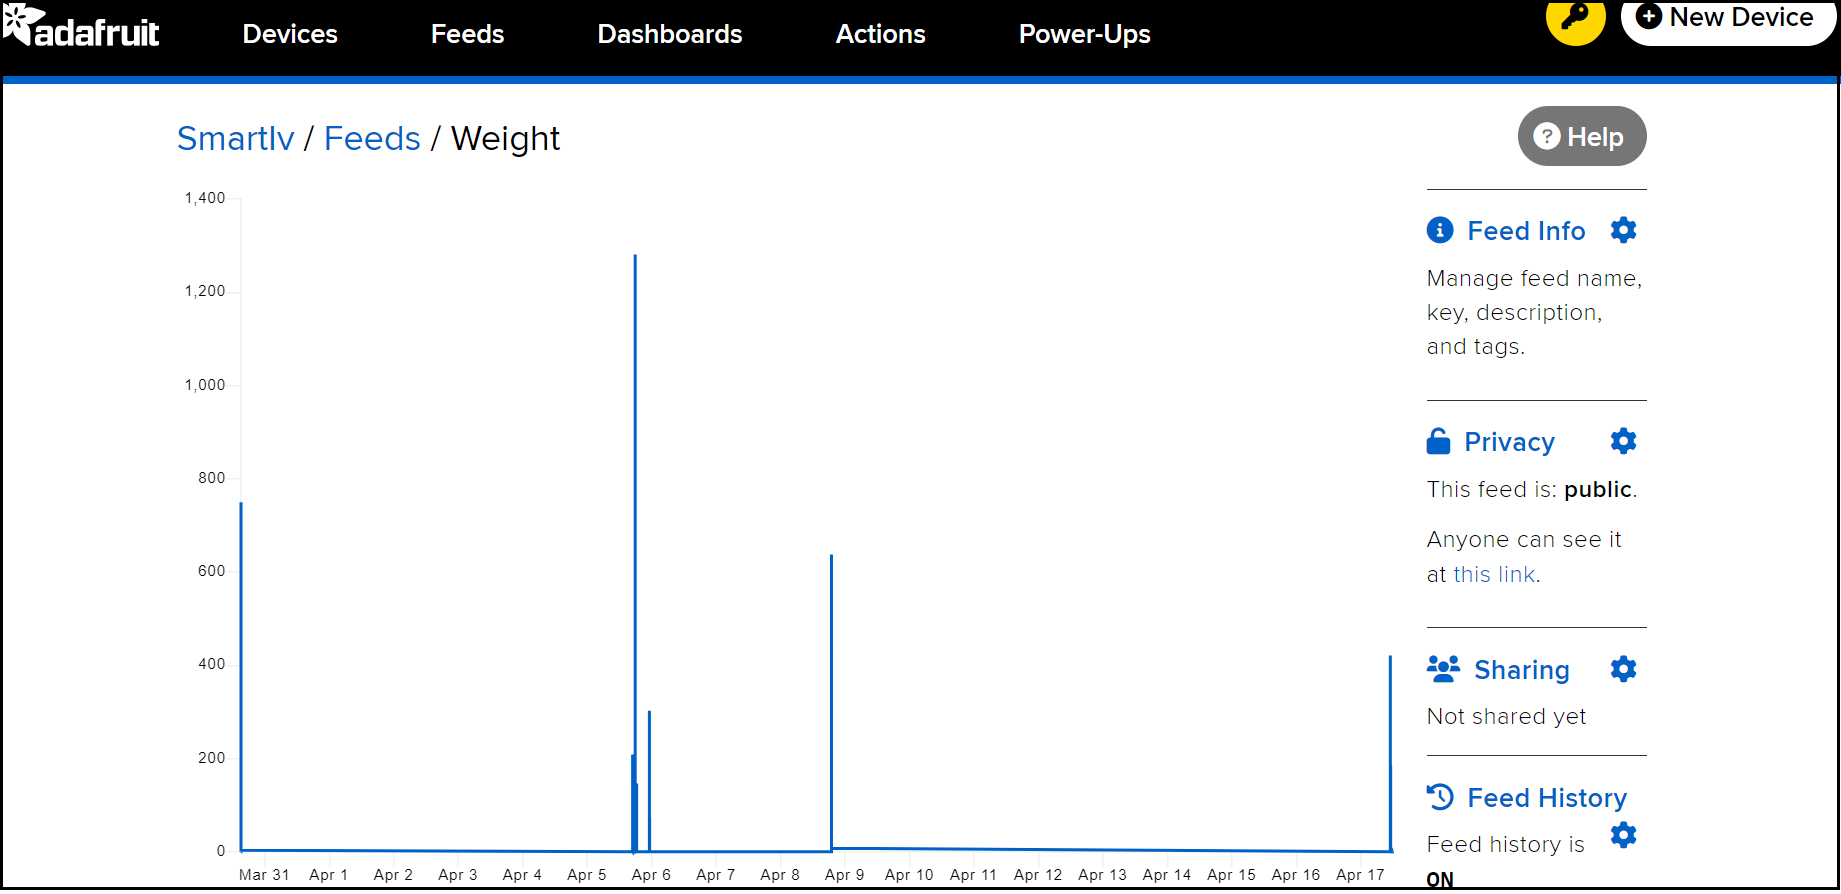 adafruit Devices Feeds Dashboards Actions Power-Ups New Device
SmartIv / Feeds / Weight
Help
1,400
1,200
1,000
800
600
400
200
0
Mar 31 Apr 1 Apr 2 Apr 3 Apr 4 Apr 5 Apr 6 Apr 7 Apr 8 Apr 9 Apr 10 Apr 11 Apr 12 Apr 13 Apr 14 Apr 15 Apr 16 Apr 17
Feed Info
Manage feed name,
key, description,
and tags.
Privacy
This feed is: public.
Anyone can see it
at this link.
Sharing
Not shared yet
Feed History
Feed history is
ON